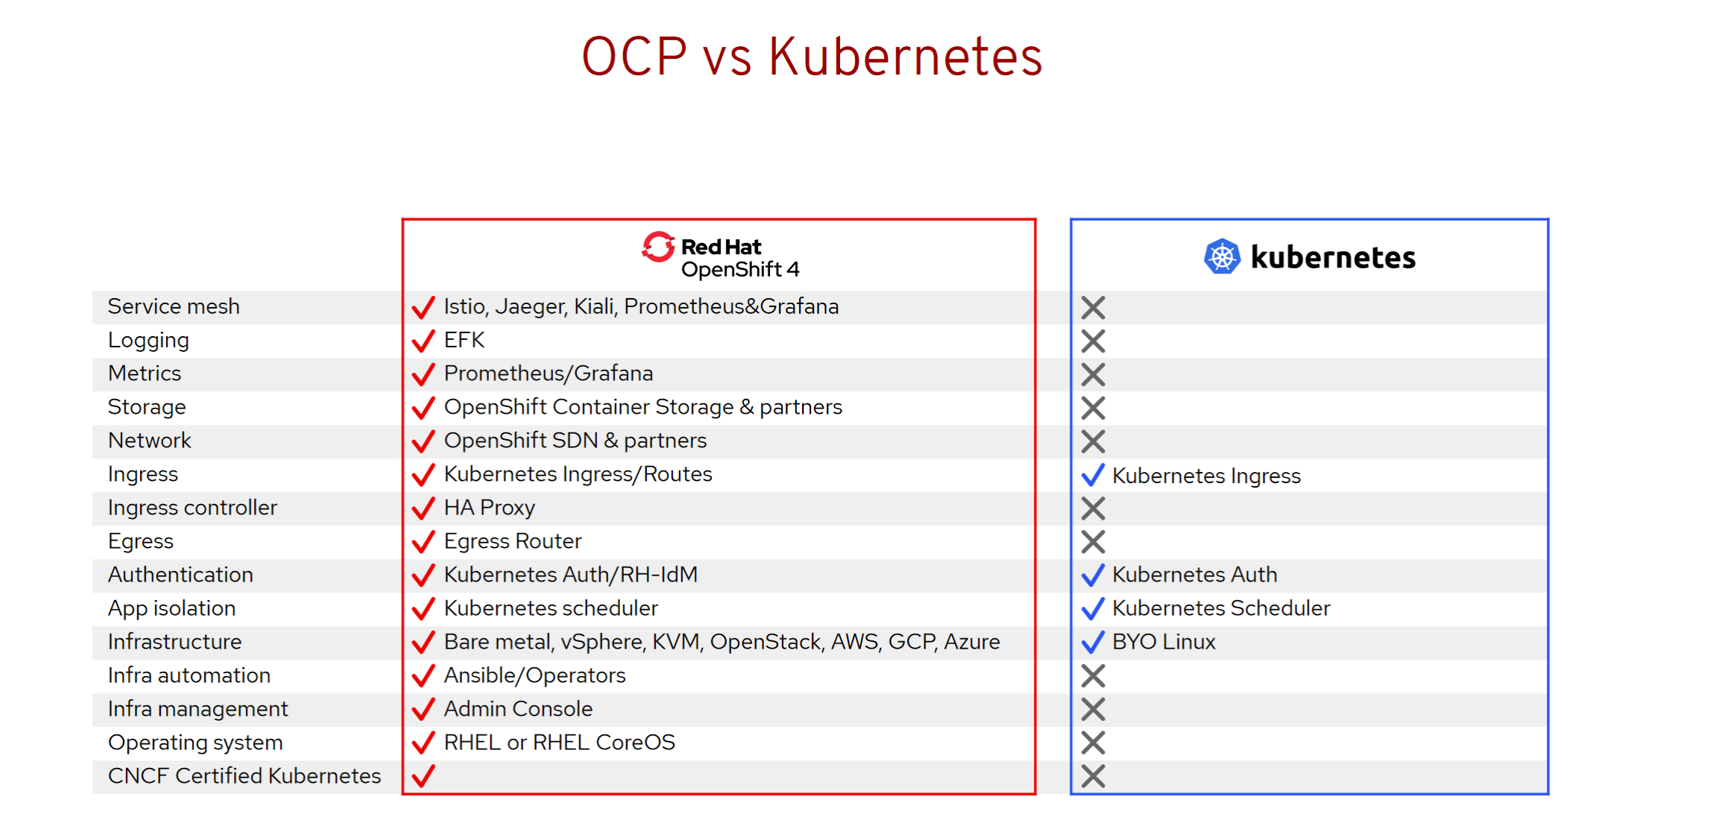 OCP vs Kubernetes
Red Hat
OpenShift 4
kubernetes
Service mesh Istio, Jaeger, Kiali, Prometheus&Grafana
Logging EFK
Metrics Prometheus/Grafana
Storage OpenShift Container Storage & partners
Network OpenShift SDN & partners
Ingress Kubernetes Ingress/Routes Kubernetes Ingress
Ingress controller HA Proxy
Egress Egress Router
Authentication Kubernetes Auth/RH-IdM Kubernetes Auth
App isolation Kubernetes scheduler Kubernetes Scheduler
Infrastructure Bare metal, vSphere, KVM, OpenStack, AWS, GCP, Azure BYO Linux
Infra automation Ansible/Operators
Infra management Admin Console
Operating system RHEL or RHEL CoreOS
CNCF Certified Kubernetes